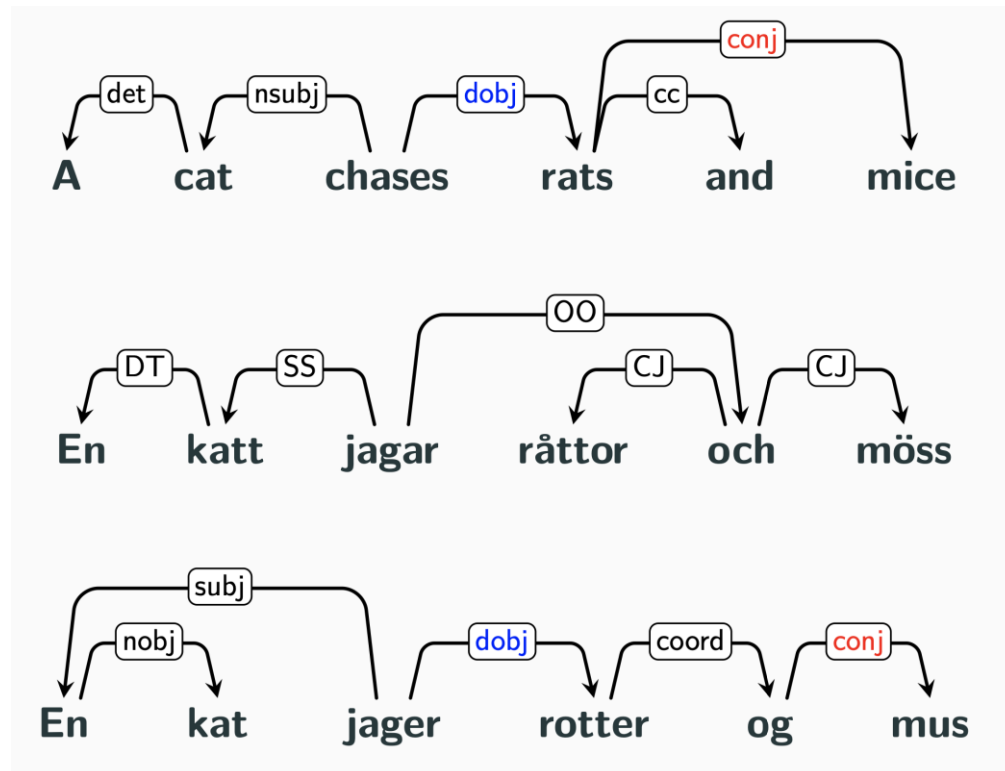 conj
det nsubj dobj cc
A cat chases rats and mice
OO
DT SS CJ CJ
En katt jagar råttor och möss
subj
nobj dobj coord conj
En kat jager rotter og mus